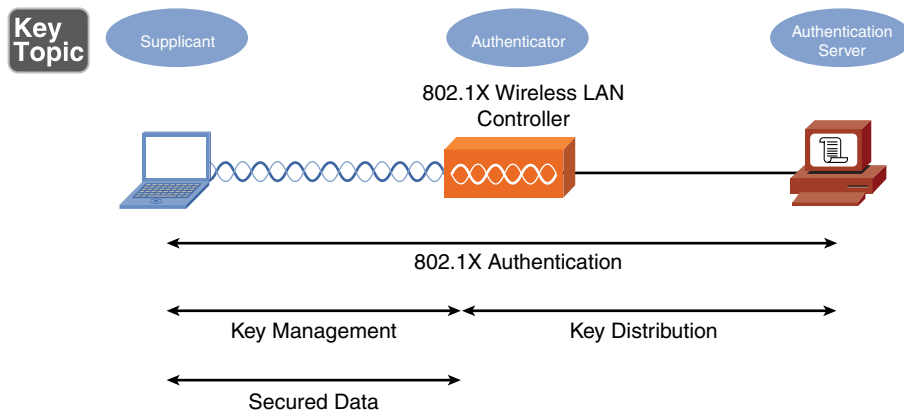 Key
Topic
Supplicant
Authenticator
Authentication
Server
802.1X Wireless LAN
Controller
802.1X Authentication
Key Management
Key Distribution
Secured Data